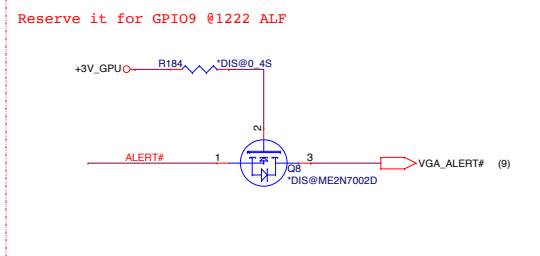 Reserve it for GPIO9 @1222 ALF
+3V_GPU
R184
*DIS@0_4S
2
ALERT#
1
3
Q8
*DIS@ME2N7002D
VGA_ALERT#
(9)